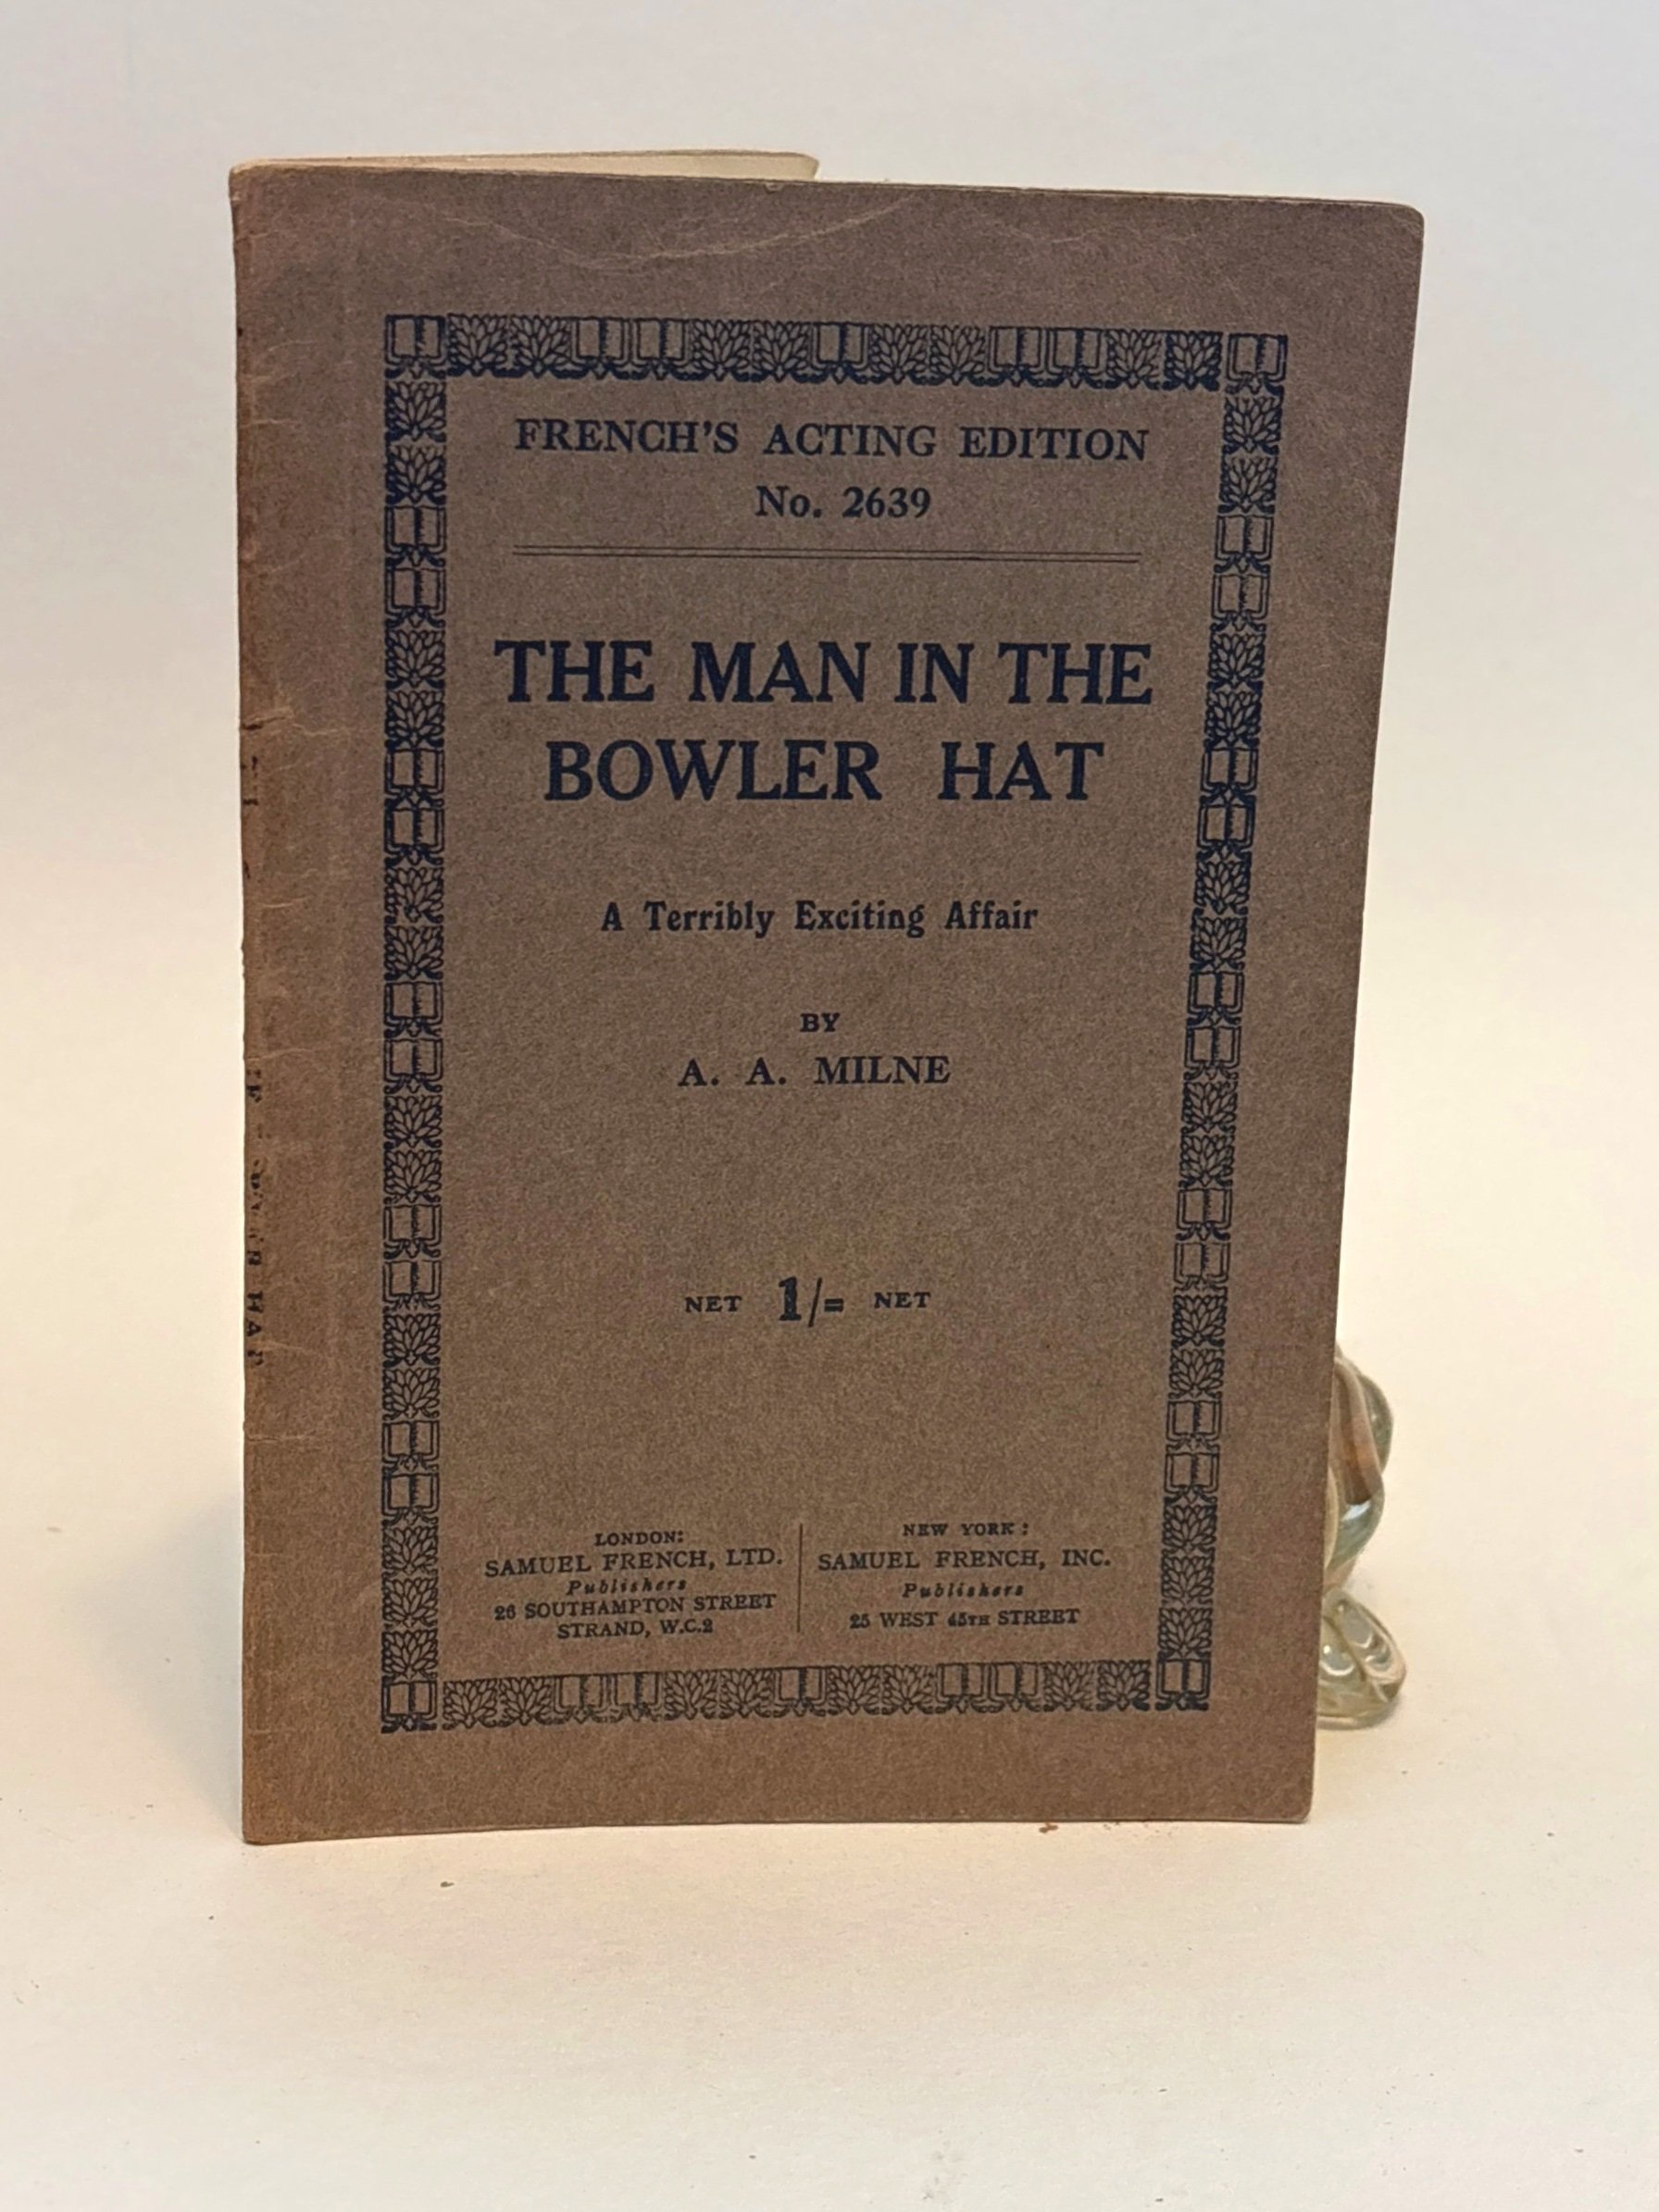 FRENCH'S ACTING EDITION
No. 2639
THE MAN IN THE
BOWLER HAT
A Terribly Exciting Affair
BY
A. A. MILNE
NET 1/= NET
LONDON:
SAMUEL FRENCH, LTD.
Publishers
26 SOUTHAMPTON STREET
STRAND, W.C.2
NEW YORK:
SAMUEL FRENCH, INC.
Publishers
25 WEST 45TH STREET
HAT